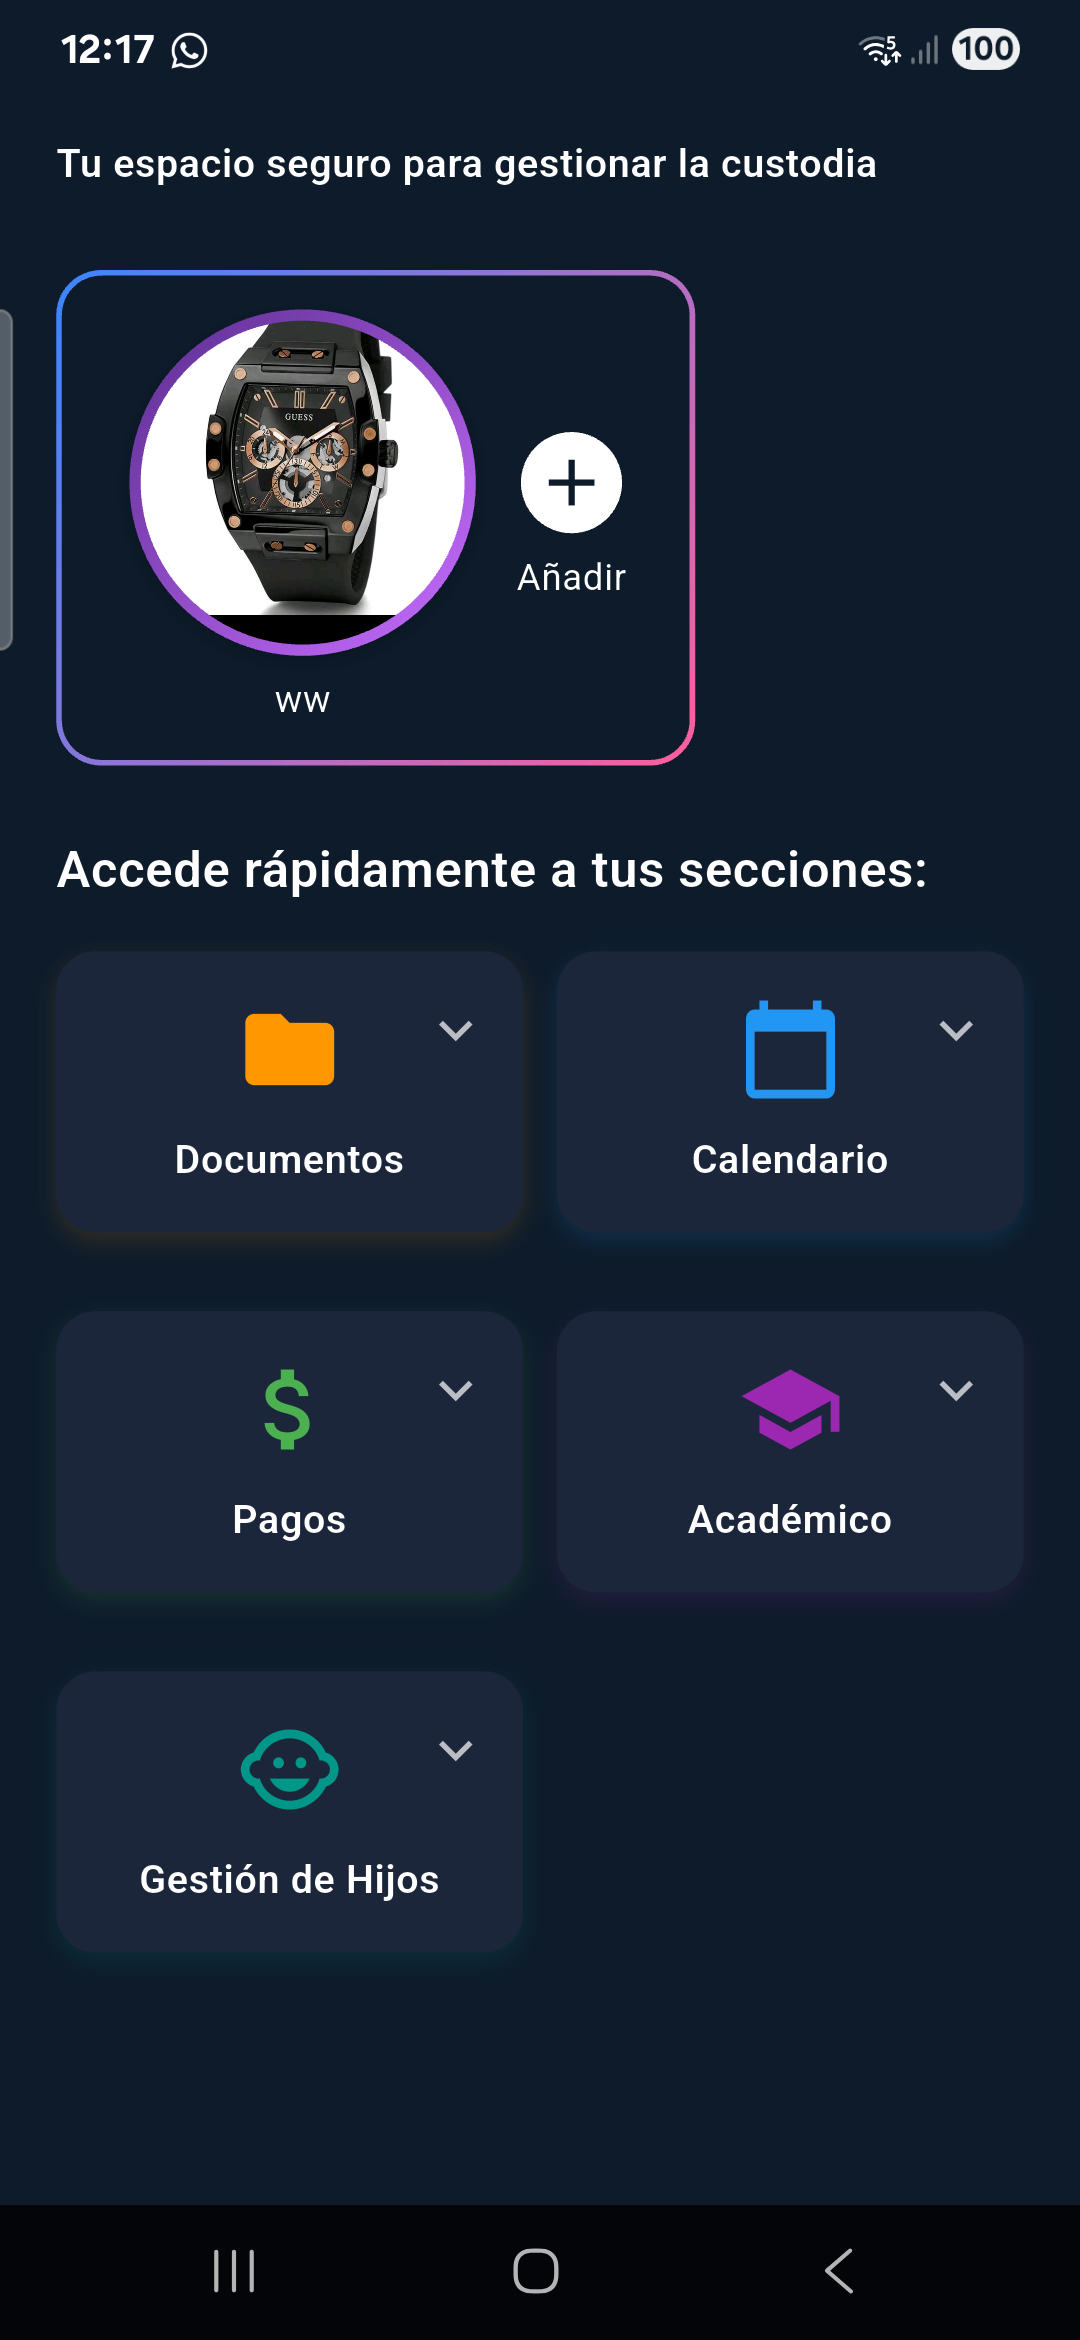 12:17
5
100
Tu espacio seguro para gestionar la custodia
GUESS
Añadir
ww
Accede rápidamente a tus secciones:
Documentos
Calendario
Pagos
Académico
Gestión de Hijos